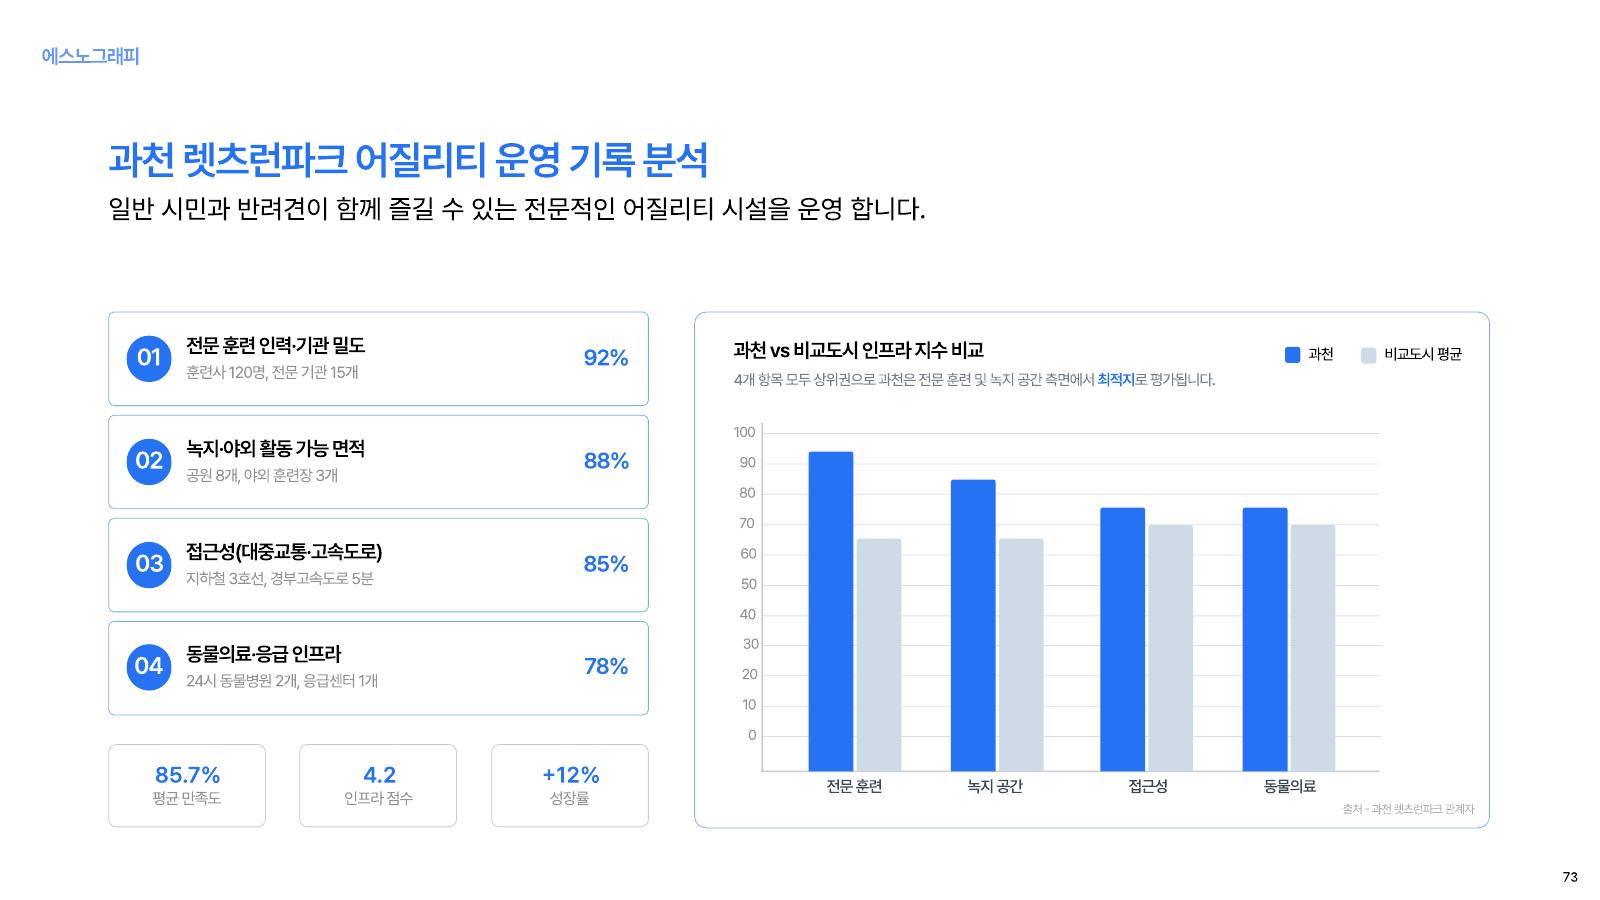 에스노그래피
과천 렛츠런파크 어질리티 운영 기록 분석
일반 시민과 반려견이 함께 즐길 수 있는 전문적인 어질리티 시설을 운영 합니다.
01
전문 훈련 인력·기관 밀도
훈련사 120명, 전문 기관 15개
92%
02
녹지·야외 활동 가능 면적
공원 8개, 야외 훈련장 3개
88%
03
접근성(대중교통·고속도로)
지하철 3호선, 경부고속도로 5분
85%
04
동물의료·응급 인프라
24시 동물병원 2개, 응급센터 1개
78%
85.7%
평균 만족도
4.2
인프라 점수
+12%
성장률
과천 vs 비교도시 인프라 지수 비교
4개 항목 모두 상위권으로 과천은 전문 훈련 및 녹지 공간 측면에서 최적지로 평가됩니다.
과천
비교도시 평균
100
90
80
70
60
50
40
30
20
10
0
전문 훈련
녹지 공간
접근성
동물의료
출처 - 과천 렛츠런파크 관계자
73